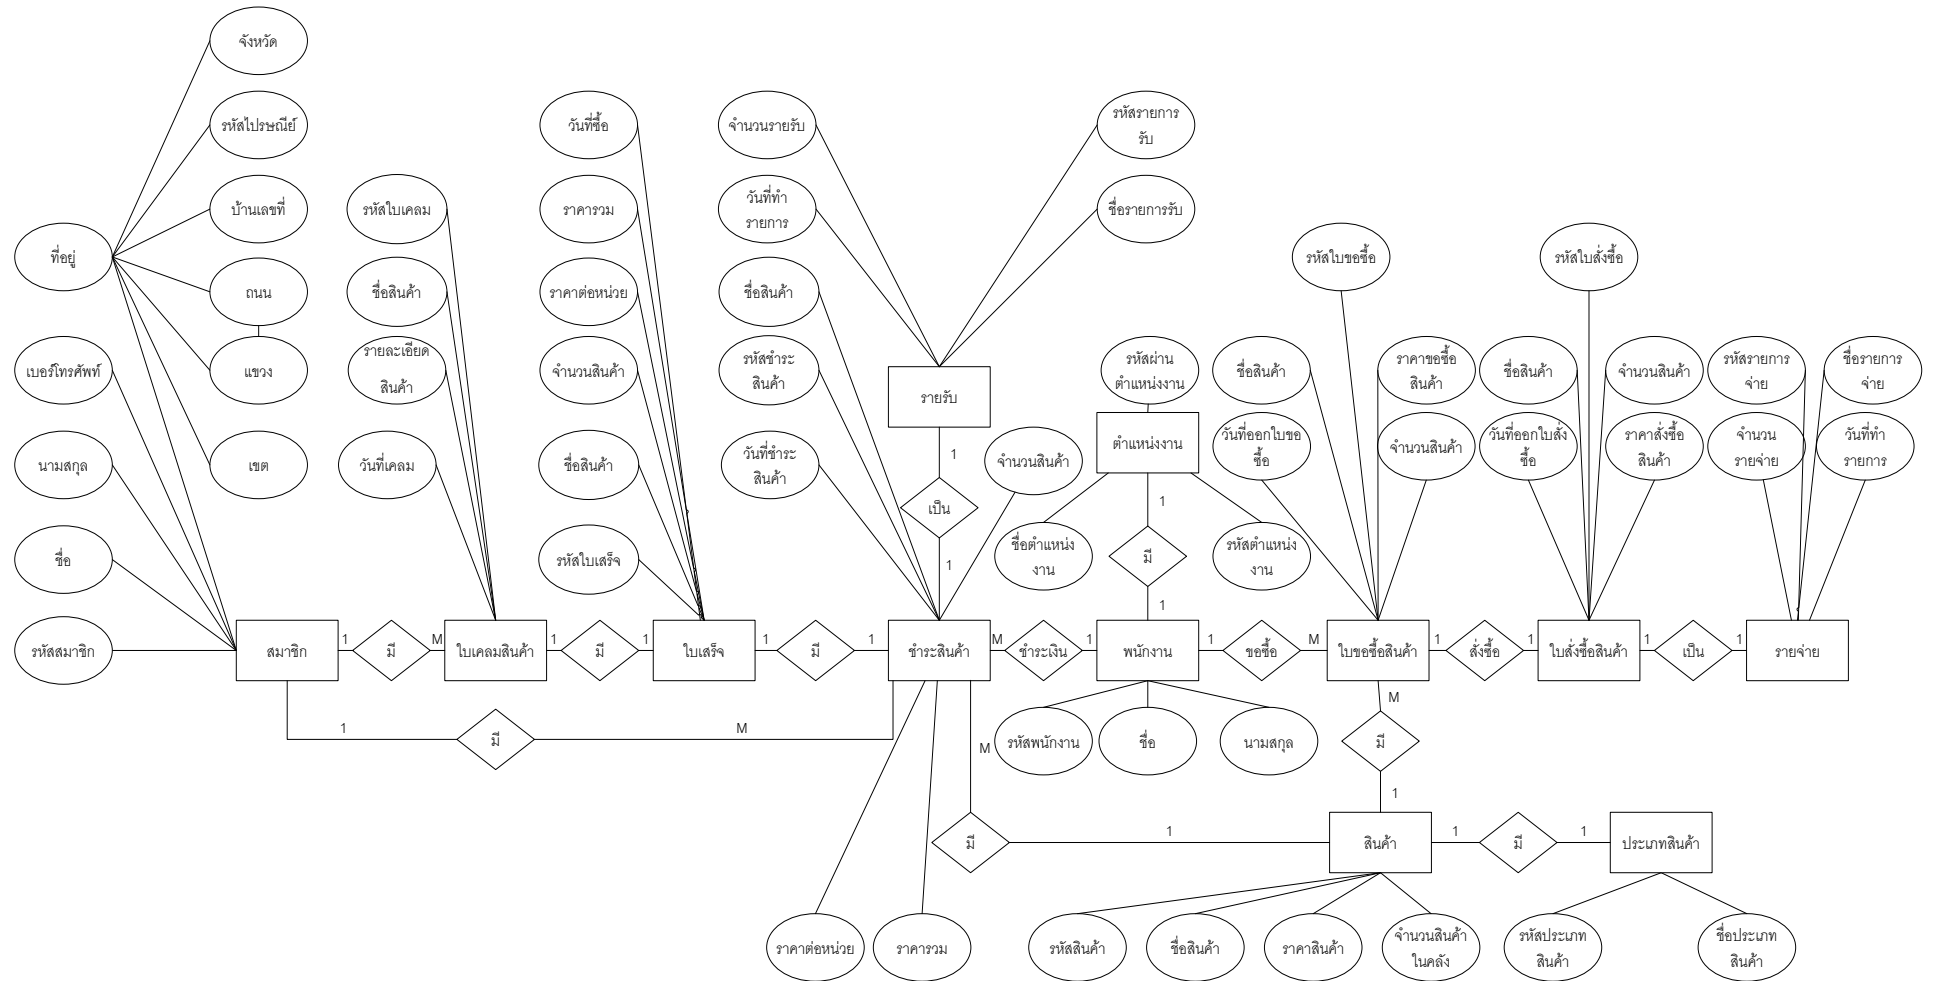 จังหวัด
รหัสไปรษณีย์
บ้านเลขที่
ที่อยู่
ถนน
แขวง
เขต
เบอร์โทรศัพท์
นามสกุล
ชื่อ
รหัสสมาชิก
รหัสใบเคลม
ชื่อสินค้า
รายละเอียด
สินค้า
วันที่เคลม
วันที่ซื้อ
ราคารวม
ราคาต่อหน่วย
จำนวนสินค้า
ชื่อสินค้า
รหัสใบเสร็จ
จำนวนรายรับ
วันที่ทำ
รายการ
ชื่อสินค้า
รหัสชำระ
สินค้า
วันที่ชำระ
สินค้า
รหัสรายการ
รับ
ชื่อรายการรับ
รายรับ
1
เป็น
1
จำนวนสินค้า
รหัสผ่าน
ตำแหน่งงาน
ตำแหน่งงาน
ชื่อตำแหน่ง
งาน
รหัสตำแหน่ง
งาน
1
มี
1
รหัสใบขอซื้อ
ชื่อสินค้า
ราคาขอซื้อ
สินค้า
วันที่ออกใบขอ
ซื้อ
จำนวนสินค้า
รหัสใบสั่งซื้อ
ชื่อสินค้า
จำนวนสินค้า
วันที่ออกใบสั่ง
ซื้อ
ราคาสั่งซื้อ
สินค้า
รหัสรายการ
จ่าย
ชื่อรายการ
จ่าย
จำนวน
รายจ่าย
วันที่ทำ
รายการ
สมาชิก
1
มี
M
ใบเคลมสินค้า
1
มี
1
ใบเสร็จ
1
มี
1
ชำระสินค้า
M
ชำระเงิน
1
พนักงาน
1
ขอซื้อ
M
ใบขอซื้อสินค้า
1
สั่งซื้อ
1
ใบสั่งซื้อสินค้า
1
เป็น
1
รายจ่าย
1
มี
M
M
รหัสพนักงาน
ชื่อ
นามสกุล
M
มี
1
มี
1
สินค้า
1
มี
1
ประเภทสินค้า
ราคาต่อหน่วย
ราคารวม
รหัสสินค้า
ชื่อสินค้า
ราคาสินค้า
จำนวนสินค้า
ในคลัง
รหัสประเภท
สินค้า
ชื่อประเภท
สินค้า